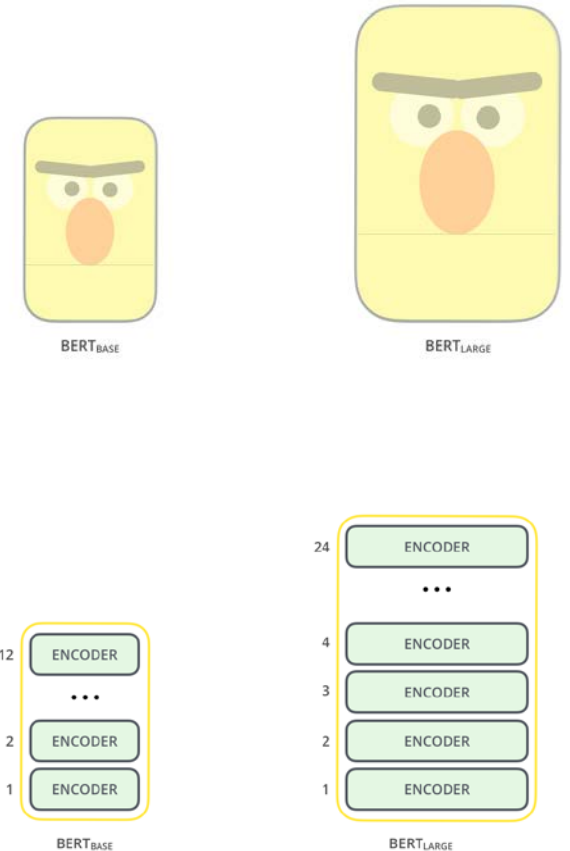 BERTBASE
BERTLARGE
24 ENCODER
...
4 ENCODER
3 ENCODER
2 ENCODER
1 ENCODER
BERTLARGE
12 ENCODER
...
2 ENCODER
1 ENCODER
BERTBASE